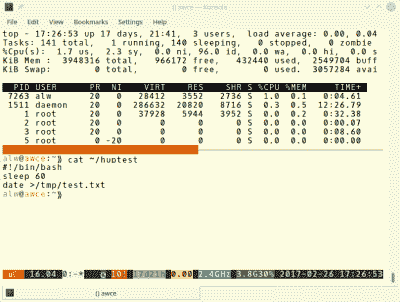 () awce — Konsole
File Edit View Bookmarks Settings Help
top - 17:26:53 up 17 days, 21:41, 3 users, load average: 0.00, 0.04
Tasks: 141 total, 1 running, 140 sleeping, 0 stopped, 0 zombie
%Cpu(s): 1.7 us, 2.3 sy, 0.0 ni, 96.0 id, 0.0 wa, 0.0 hi, 0.0 s
KiB Mem : 3948316 total, 966172 free, 432440 used, 2549704 buff
KiB Swap: 0 total, 0 free, 0 used. 3057284 avai
PID USER PR NI VIRT RES SHR S %CPU %MEM TIME+
7263 alw 20 0 28412 3552 2736 S 1.0 0.1 0:04.61
1511 daemon 20 0 286632 20820 8716 S 0.3 0.5 12:26.79
1 root 20 0 37928 5944 3952 S 0.0 0.2 0:32.38
2 root 20 0 0 0 0 S 0.0 0.0 0:00.07
3 root 20 0 0 0 0 S 0.0 0.0 0:08.60
5 root 0 -20 0 0 0 S 0.0 0.0 0:00.00
alw@awce:~» cat ~/huptest
#!/bin/bash
sleep 60
date >/tmp/test.txt
alw@awce:~»
16.04 0:-* 10! 0.00 2.4GHz 3.8G30% 2017-02-26 17:26:53
() awce